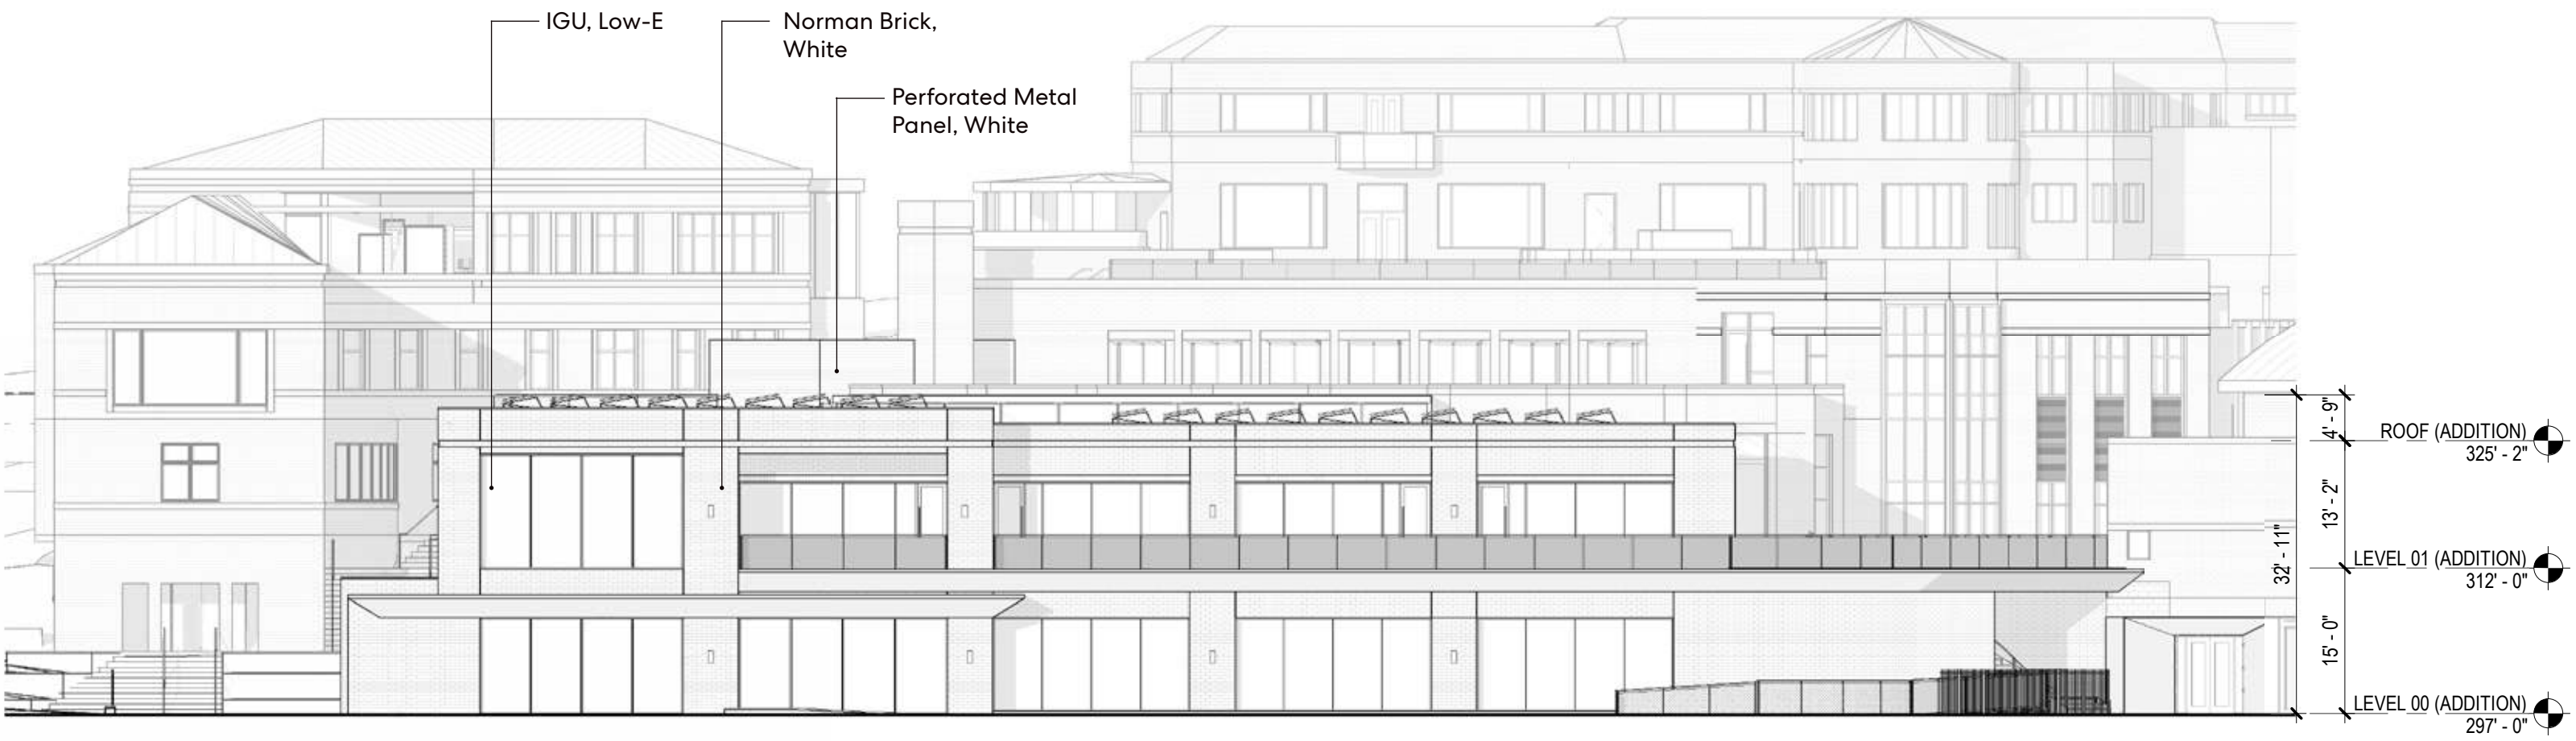 IGU, Low-E
Norman Brick,
White
Perforated Metal
Panel, White
4' - 9"
ROOF (ADDITION)
325' - 2"
13' - 2"
32' - 11"
LEVEL 01 (ADDITION)
312' - 0"
15' - 0"
LEVEL 00 (ADDITION)
297' - 0"